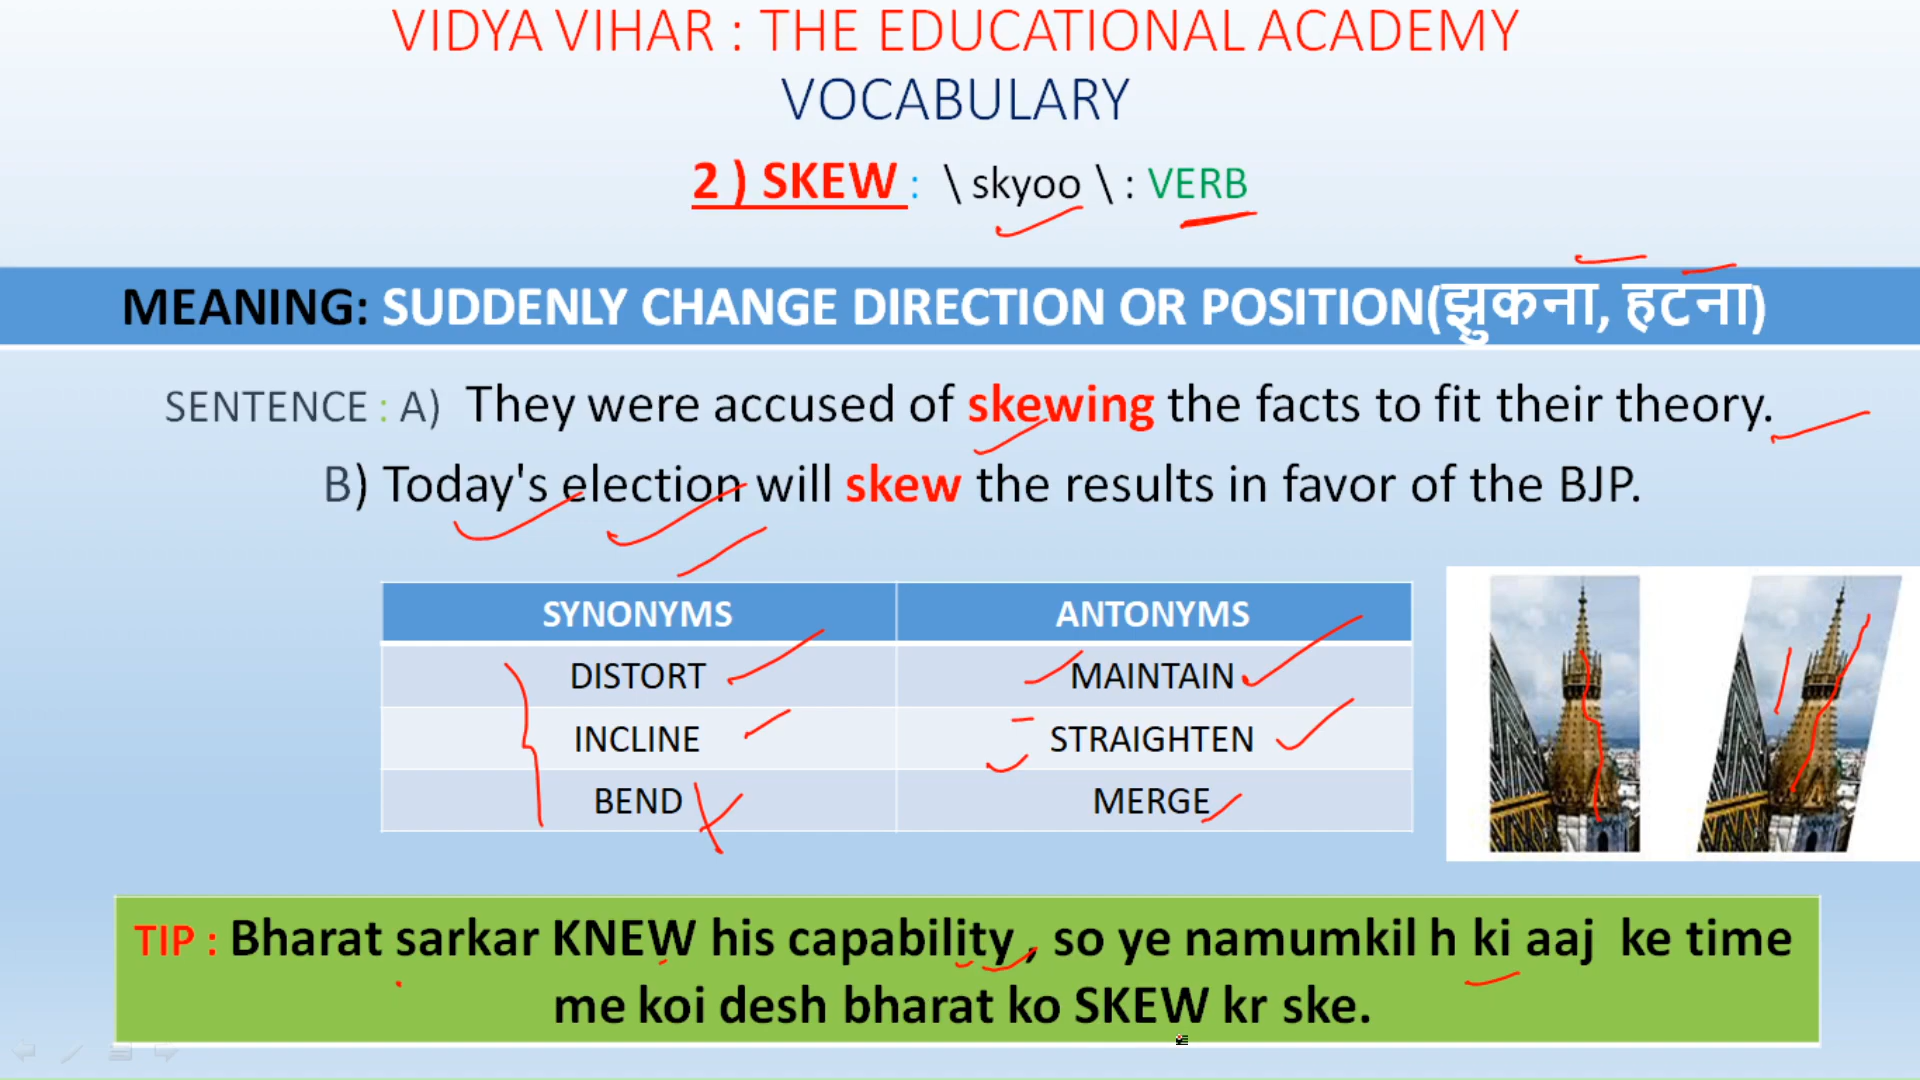 VIDYA VIHAR : THE EDUCATIONAL ACADEMY
VOCABULARY
2 ) SKEW : \ skyoo \ : VERB
MEANING: SUDDENLY CHANGE DIRECTION OR POSITION(झुकना, हटना)
SENTENCE : A) They were accused of skewing the facts to fit their theory.
B) Today's election will skew the results in favor of the BJP.
SYNONYMS ANTONYMS
DISTORT MAINTAIN
INCLINE STRAIGHTEN
BEND MERGE
TIP : Bharat sarkar KNEW his capability , so ye namumkil h ki aaj ke time
me koi desh bharat ko SKEW kr ske.